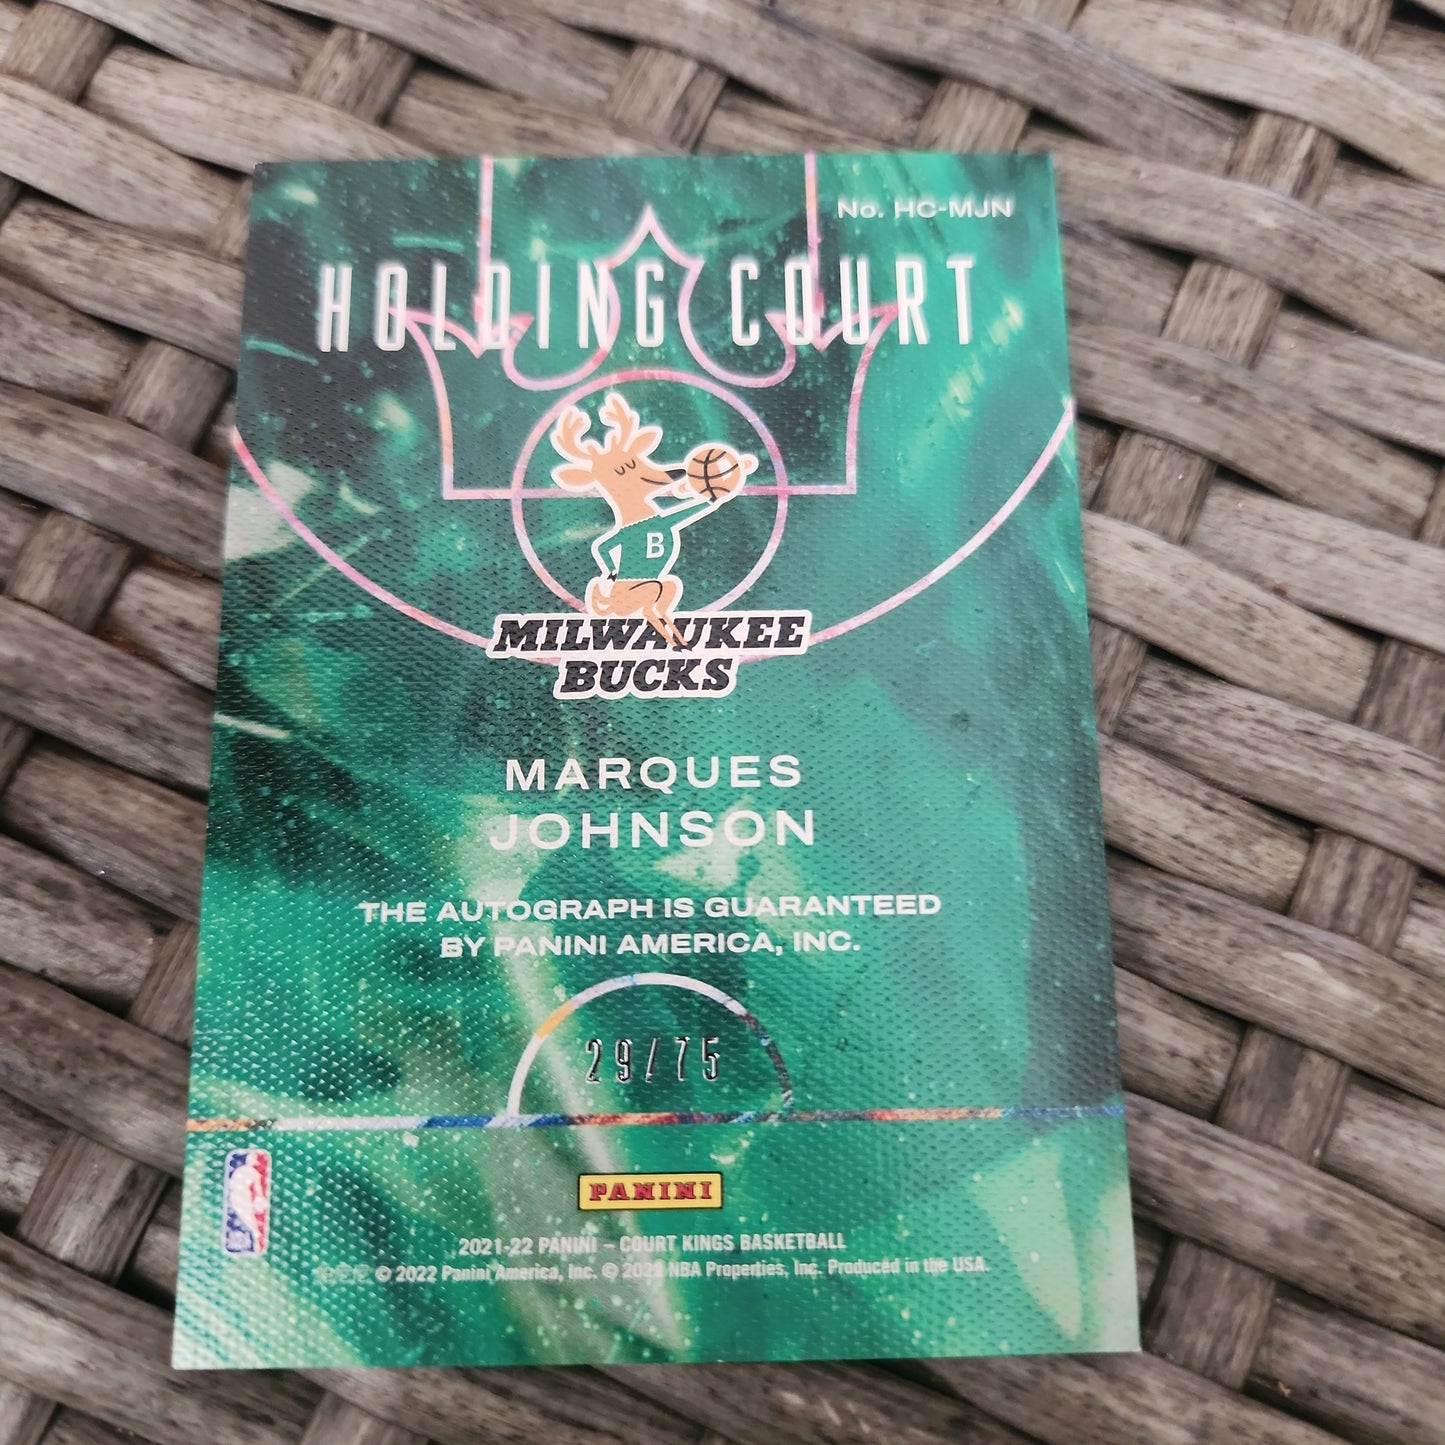 No. HC-MJN
HOLDING COURT
B
MILWAUKEE
BUCKS
MARQUES
JOHNSON
THE AUTOGRAPH IS GUARANTEED
BY PANINI AMERICA, INC.
29/75
PANINI
2021-22 PANINI – COURT KINGS BASKETBALL
© 2022 Panini America, Inc. © 2022 NBA Properties, Inc. Produced in the USA.